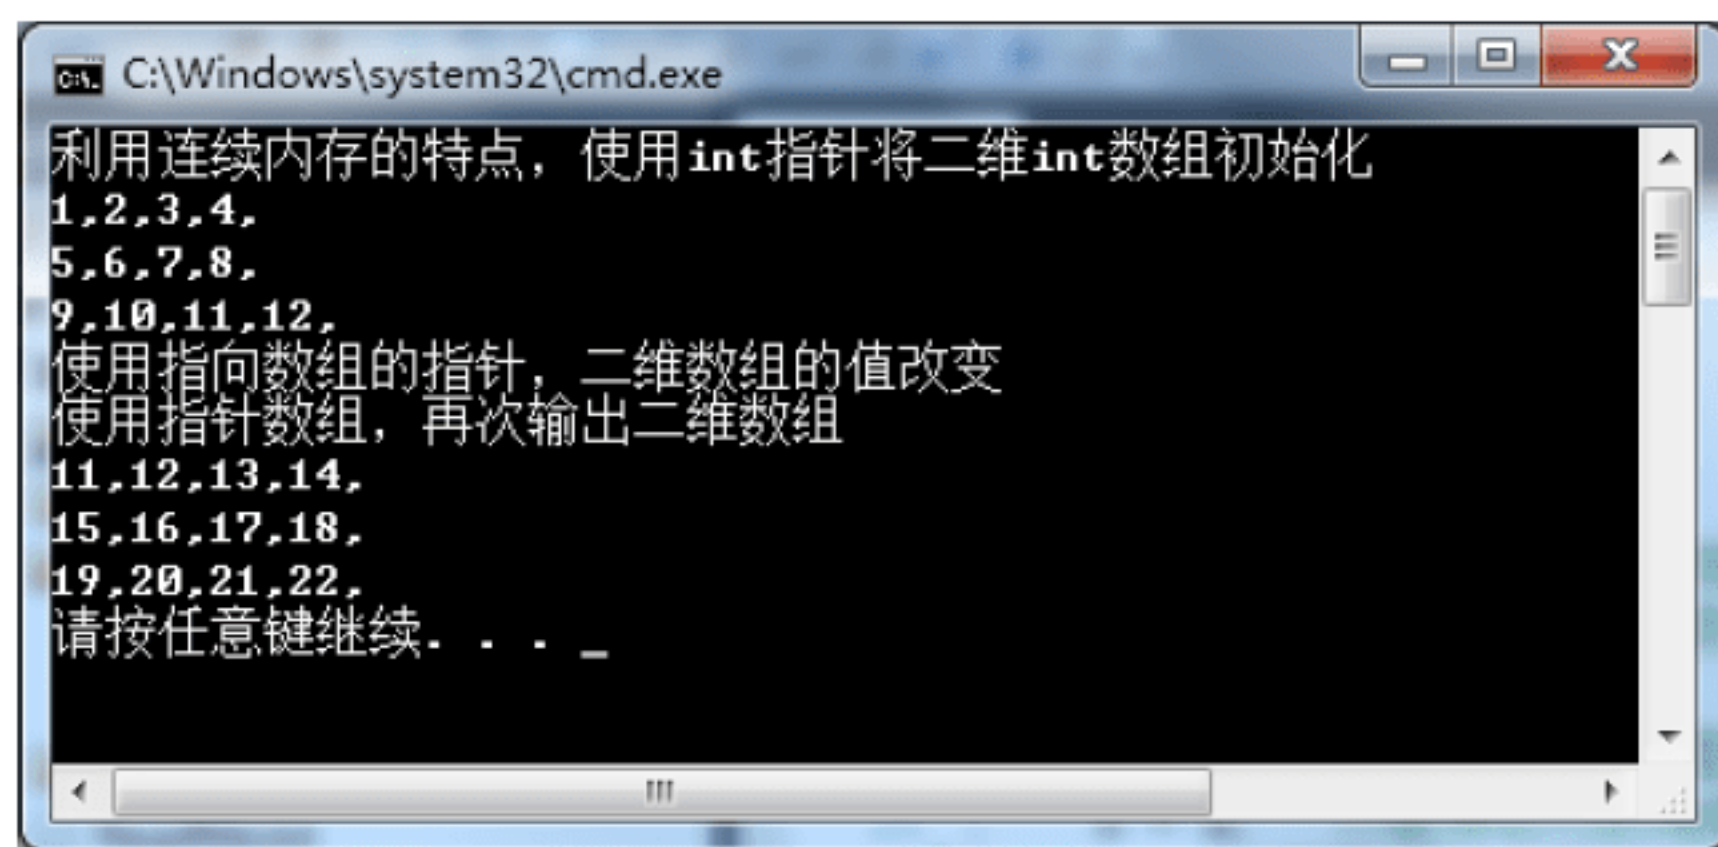 C:\Windows\system32\cmd.exe
利用连续内存的特点，使用int指针将二维int数组初始化
1,2,3,4,
5,6,7,8,
9,10,11,12,
使用指向数组的指针，二维数组的值改变
使用指针数组，再次输出二维数组
11,12,13,14,
15,16,17,18,
19,20,21,22,
请按任意键继续. . . _